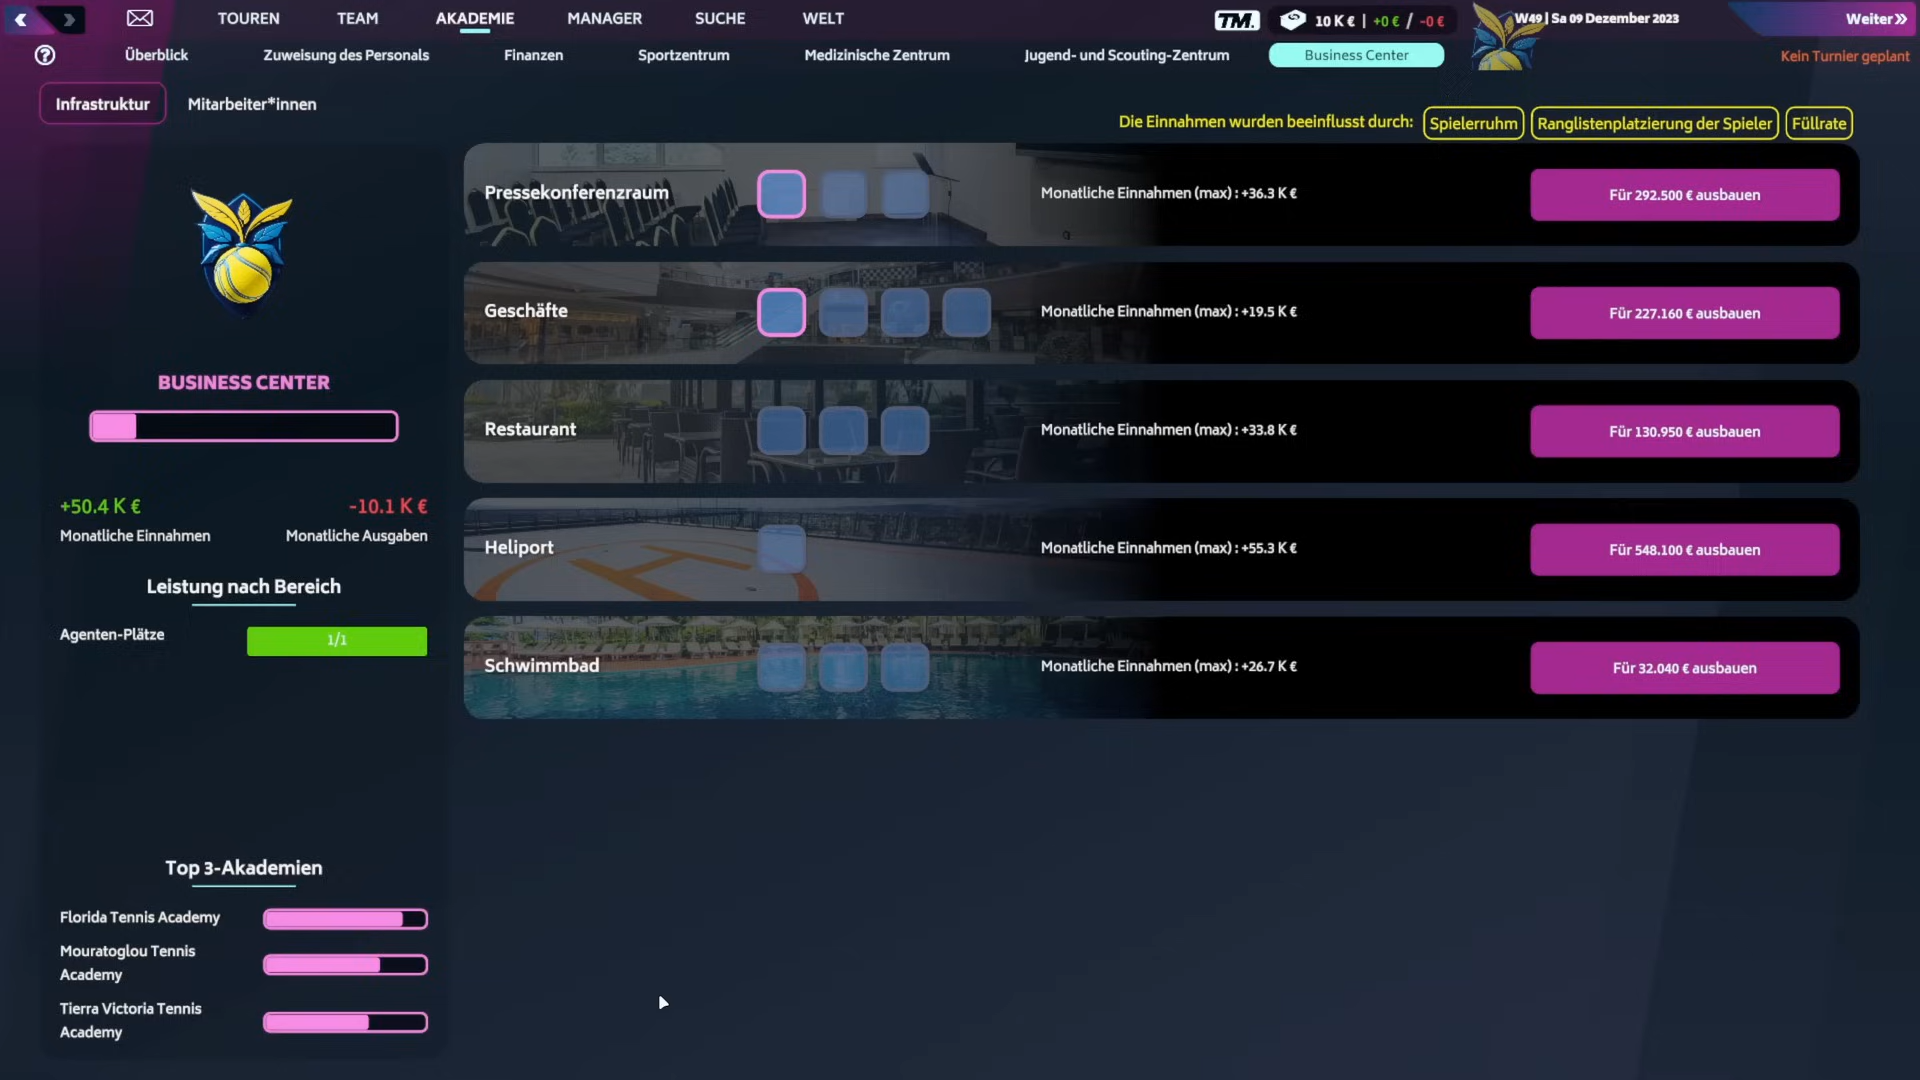 TOUREN TEAM AKADEMIE MANAGER SUCHE WELT
TM. 10 K € | +0 € / -0 € W49 | Sa 09 Dezember 2023 Weiter
Überblick Zuweisung des Personals Finanzen Sportzentrum Medizinische Zentrum Jugend- und Scouting-Zentrum Business Center Kein Turnier geplant
Infrastruktur Mitarbeiter*innen
Die Einnahmen wurden beeinflusst durch: Spielerruhm Ranglistenplatzierung der Spieler Füllrate
BUSINESS CENTER
+50.4 K € -10.1 K €
Monatliche Einnahmen Monatliche Ausgaben
Leistung nach Bereich
Agenten-Plätze 1/1
Top 3-Akademien
Florida Tennis Academy
Mouratoglou Tennis
Academy
Tierra Victoria Tennis
Academy
Pressekonferenzraum Monatliche Einnahmen (max) : +36.3 K € Für 292.500 € ausbauen
Geschäfte Monatliche Einnahmen (max) : +19.5 K € Für 227.160 € ausbauen
Restaurant Monatliche Einnahmen (max) : +33.8 K € Für 130.950 € ausbauen
Heliport Monatliche Einnahmen (max) : +55.3 K € Für 548.100 € ausbauen
Schwimmbad Monatliche Einnahmen (max) : +26.7 K € Für 32.040 € ausbauen